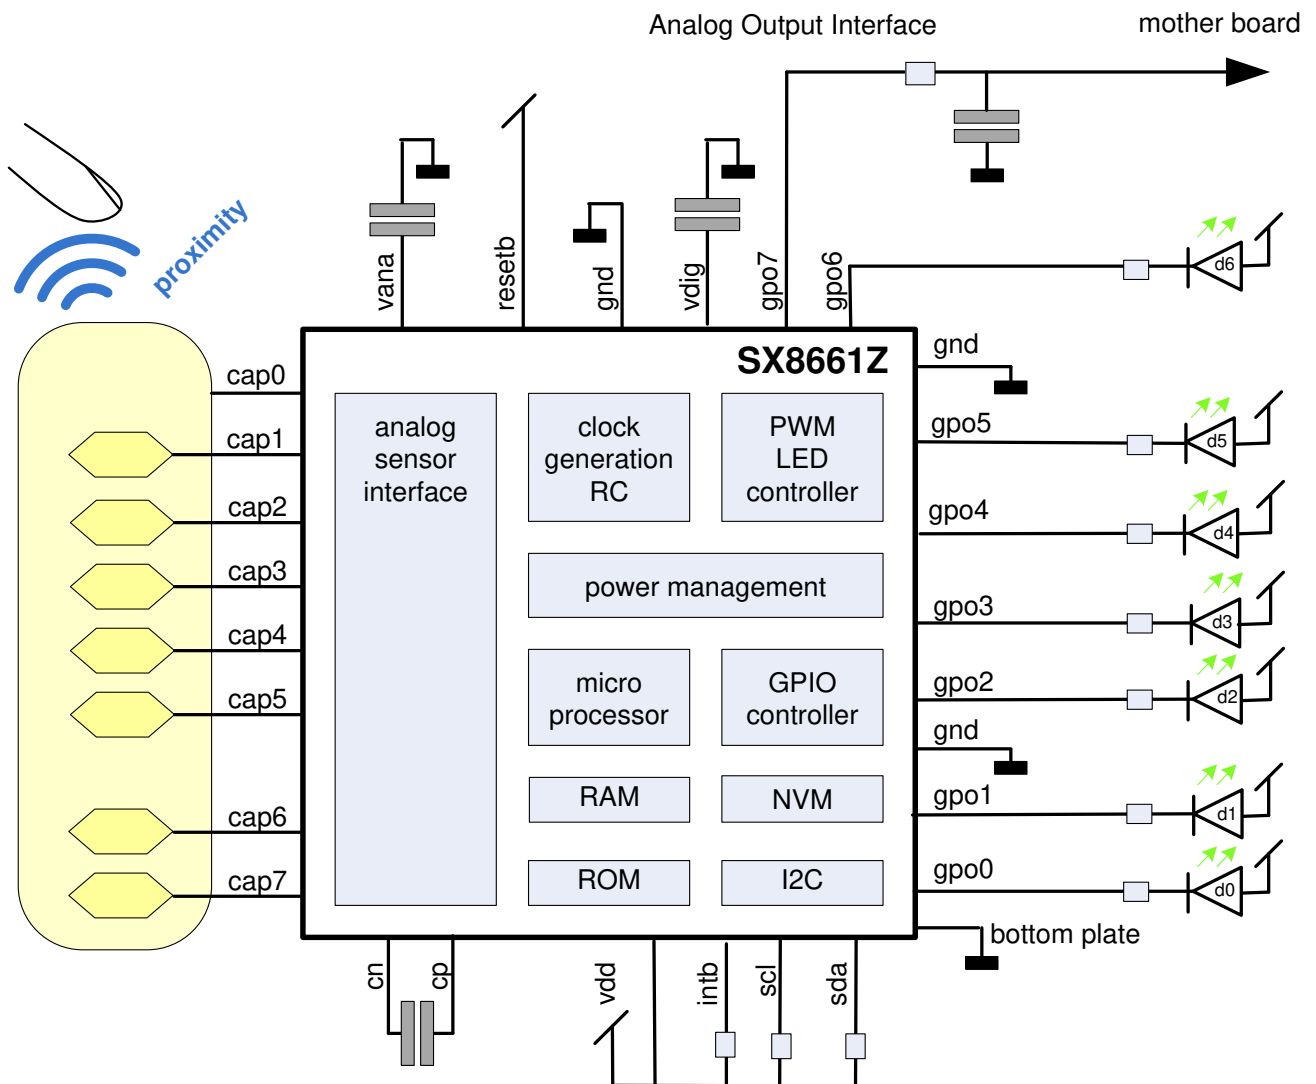 Analog Output Interface
mother board
proximity
vana
resetb
gnd
vdig
gpo7
gpo6
d6
SX8661Z
gnd
cap0
cap1
cap2
cap3
cap4
cap5
cap6
cap7
analog
sensor
interface
clock
generation
RC
PWM
LED
controller
power management
micro
processor
GPIO
controller
RAM
NVM
ROM
I2C
gpo5
d5
gpo4
d4
gpo3
d3
gpo2
d2
gnd
gpo1
d1
gpo0
d0
bottom plate
cn
cp
vdd
intb
scl
sda